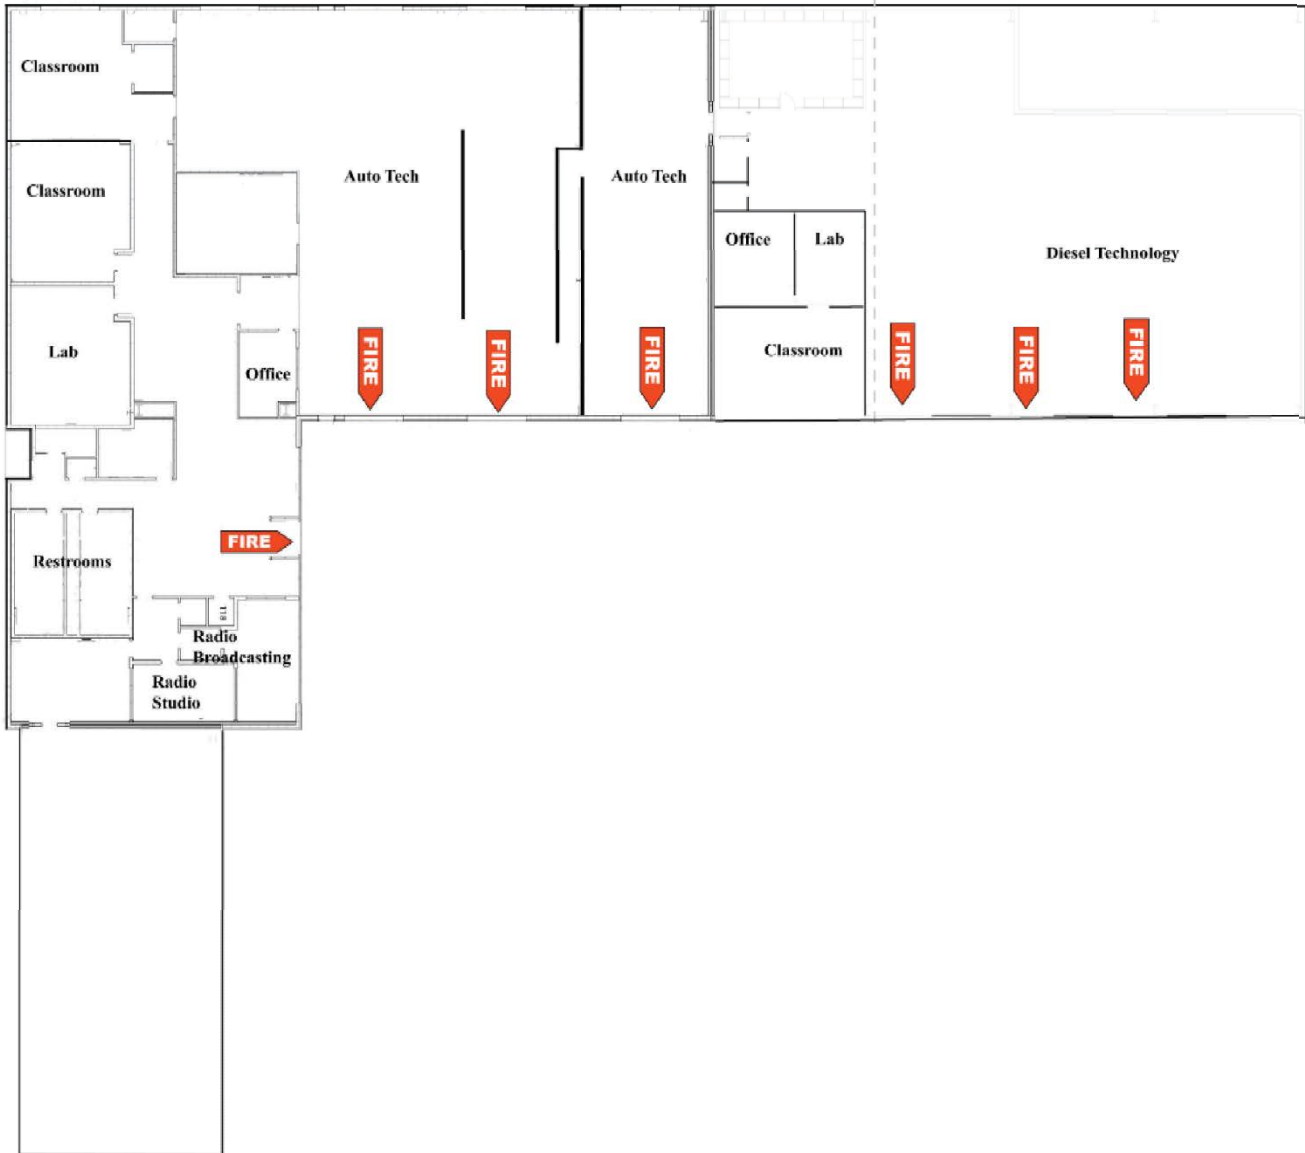 Classroom
Classroom
Auto Tech
Auto Tech
Office
Lab
Diesel Technology
Lab
Office
Classroom
FIRE
FIRE
FIRE
FIRE
FIRE
FIRE
FIRE
Restrooms
118
Radio
Broadcasting
Radio
Studio